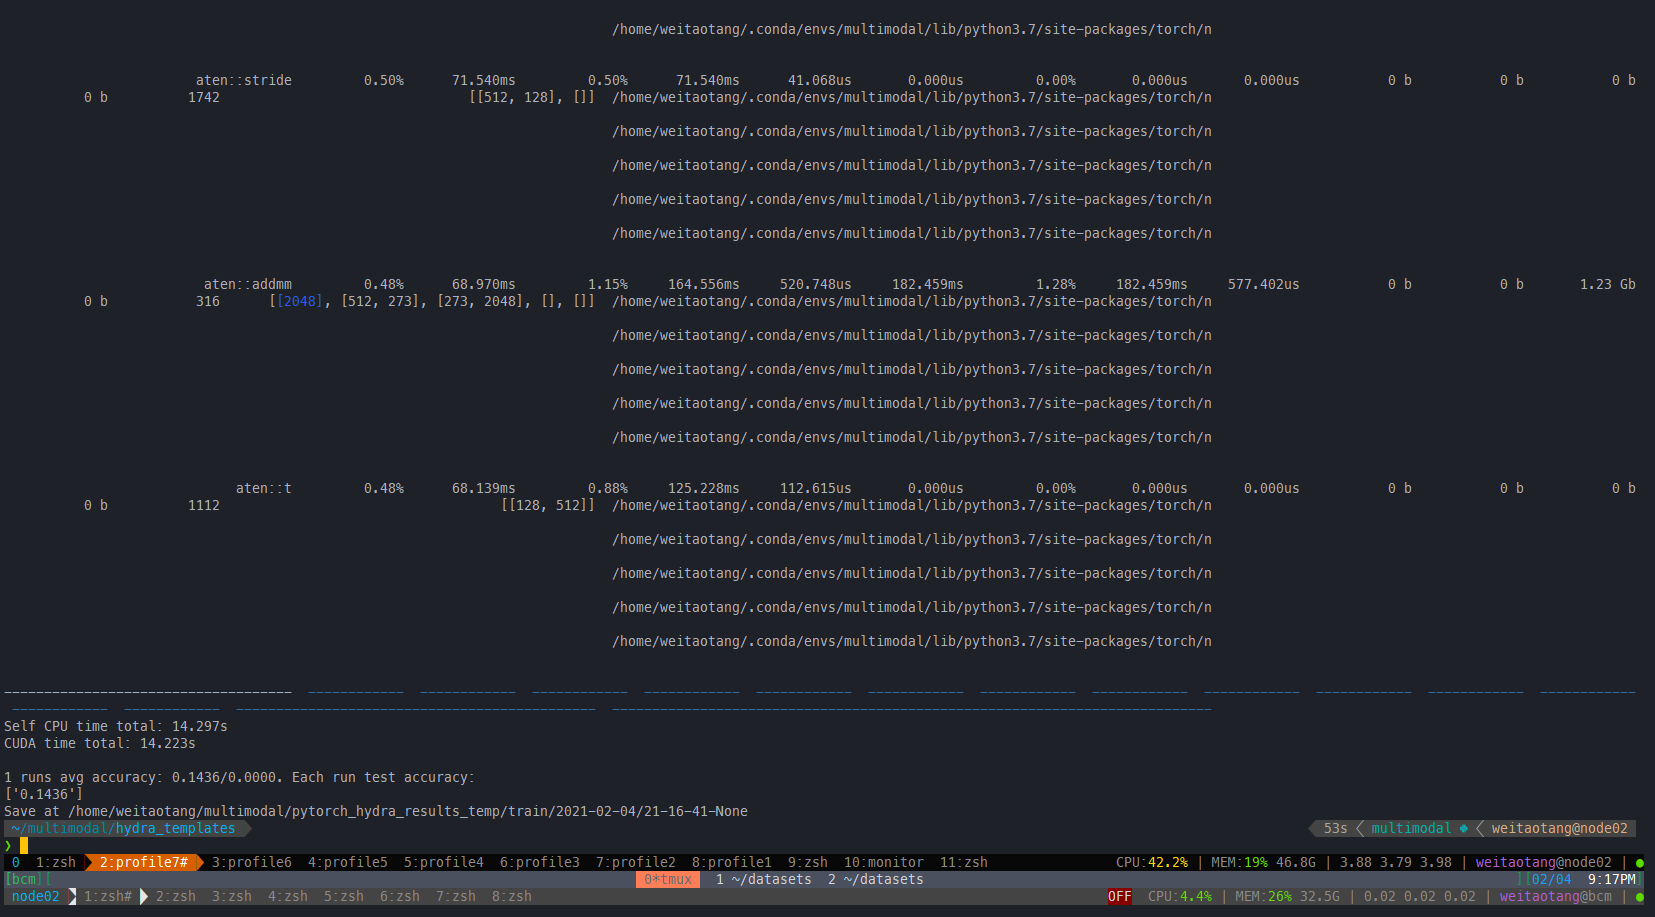 /home/weitaotang/.conda/envs/multimodal/lib/python3.7/site-packages/torch/n
aten::stride 0.50% 71.540ms 0.50% 71.540ms 41.068us 0.000us 0.00% 0.000us 0.000us 0 b 0 b 0 b
0 b 1742 [[512, 128], []] /home/weitaotang/.conda/envs/multimodal/lib/python3.7/site-packages/torch/n
/home/weitaotang/.conda/envs/multimodal/lib/python3.7/site-packages/torch/n
/home/weitaotang/.conda/envs/multimodal/lib/python3.7/site-packages/torch/n
/home/weitaotang/.conda/envs/multimodal/lib/python3.7/site-packages/torch/n
/home/weitaotang/.conda/envs/multimodal/lib/python3.7/site-packages/torch/n
aten::addmm 0.48% 68.970ms 1.15% 164.556ms 520.748us 182.459ms 1.28% 182.459ms 577.402us 0 b 0 b 1.23 Gb
0 b 316 [[2048], [512, 273], [273, 2048], [], []] /home/weitaotang/.conda/envs/multimodal/lib/python3.7/site-packages/torch/n
/home/weitaotang/.conda/envs/multimodal/lib/python3.7/site-packages/torch/n
/home/weitaotang/.conda/envs/multimodal/lib/python3.7/site-packages/torch/n
/home/weitaotang/.conda/envs/multimodal/lib/python3.7/site-packages/torch/n
/home/weitaotang/.conda/envs/multimodal/lib/python3.7/site-packages/torch/n
aten::t 0.48% 68.139ms 0.88% 125.228ms 112.615us 0.000us 0.00% 0.000us 0.000us 0 b 0 b 0 b
0 b 1112 [[128, 512]] /home/weitaotang/.conda/envs/multimodal/lib/python3.7/site-packages/torch/n
/home/weitaotang/.conda/envs/multimodal/lib/python3.7/site-packages/torch/n
/home/weitaotang/.conda/envs/multimodal/lib/python3.7/site-packages/torch/n
/home/weitaotang/.conda/envs/multimodal/lib/python3.7/site-packages/torch/n
/home/weitaotang/.conda/envs/multimodal/lib/python3.7/site-packages/torch/n
------------------------------------ ------------ ------------ ------------ ------------ ------------ ------------ ------------ ------------ ------------ ------------ ------------ ------------
------------ ------------ --------------------------------------------- ---------------------------------------------------------------------------
Self CPU time total: 14.297s
CUDA time total: 14.223s
1 runs avg accuracy: 0.1436/0.0000. Each run test accuracy:
['0.1436']
Save at /home/weitaotang/multimodal/pytorch_hydra_results_temp/train/2021-02-04/21-16-41-None
~/multimodal/hydra_templates 53s multimodal weitaotang@node02
❯
0 1:zsh 2:profile7# 3:profile6 4:profile5 5:profile4 6:profile3 7:profile2 8:profile1 9:zsh 10:monitor 11:zsh CPU:42.2% | MEM:19% 46.8G | 3.88 3.79 3.98 | weitaotang@node02 | ●
[bcm][ 0*tmux 1 ~/datasets 2 ~/datasets ][02/04 9:17PM]
node02 1:zsh# 2:zsh 3:zsh 4:zsh 5:zsh 6:zsh 7:zsh 8:zsh OFF CPU:4.4% | MEM:26% 32.5G | 0.02 0.02 0.02 | weitaotang@bcm | ●